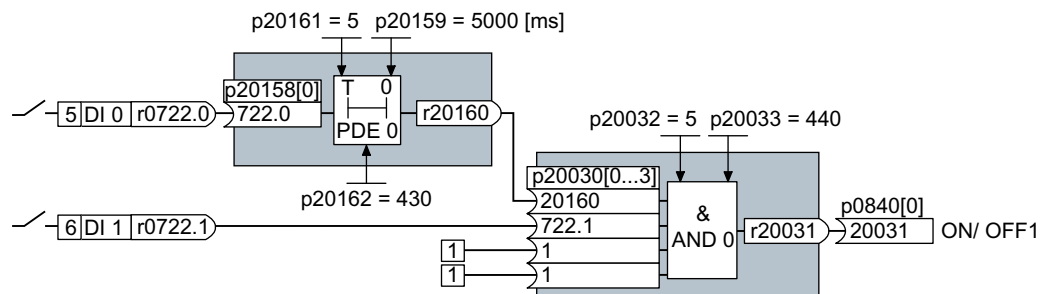 p20161 = 5 p20159 = 5000 [ms]
p20158[0]
T 0
5 DI 0 r0722.0 722.0
PDE 0
r20160
p20162 = 430
p20032 = 5 p20033 = 440
p20030[0...3]
20160
6 DI 1 r0722.1 722.1
&
AND 0
r20031
p0840[0]
20031
ON/ OFF1
1 1
1 1